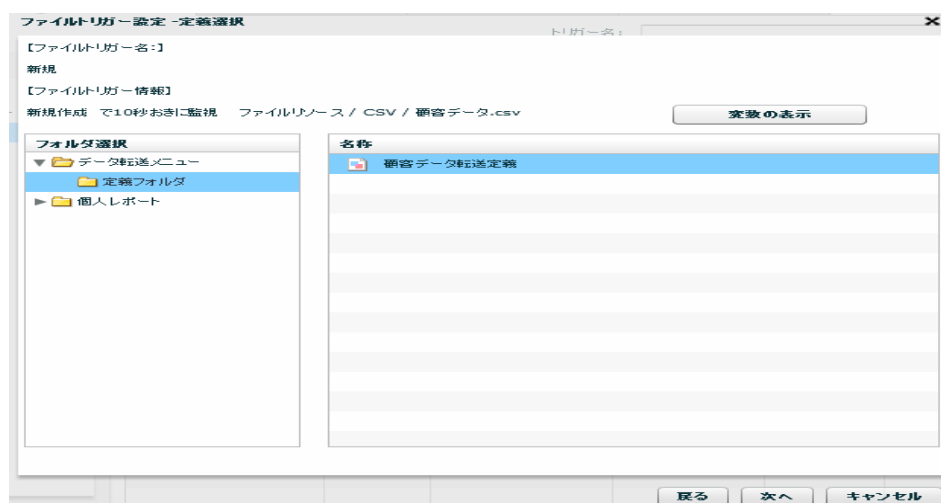 ファイルトリガー設定 -定義選択
トリガー名:
【ファイルトリガー名:】
新規
【ファイルトリガー情報】
新規作成 で10秒おきに監視 ファイルリソース / CSV / 顧客データ.csv
変数の表示
フォルダ選択
名称
データ転送メニュー
顧客データ転送定義
定義フォルダ
個人レポート
戻る
次へ
キャンセル